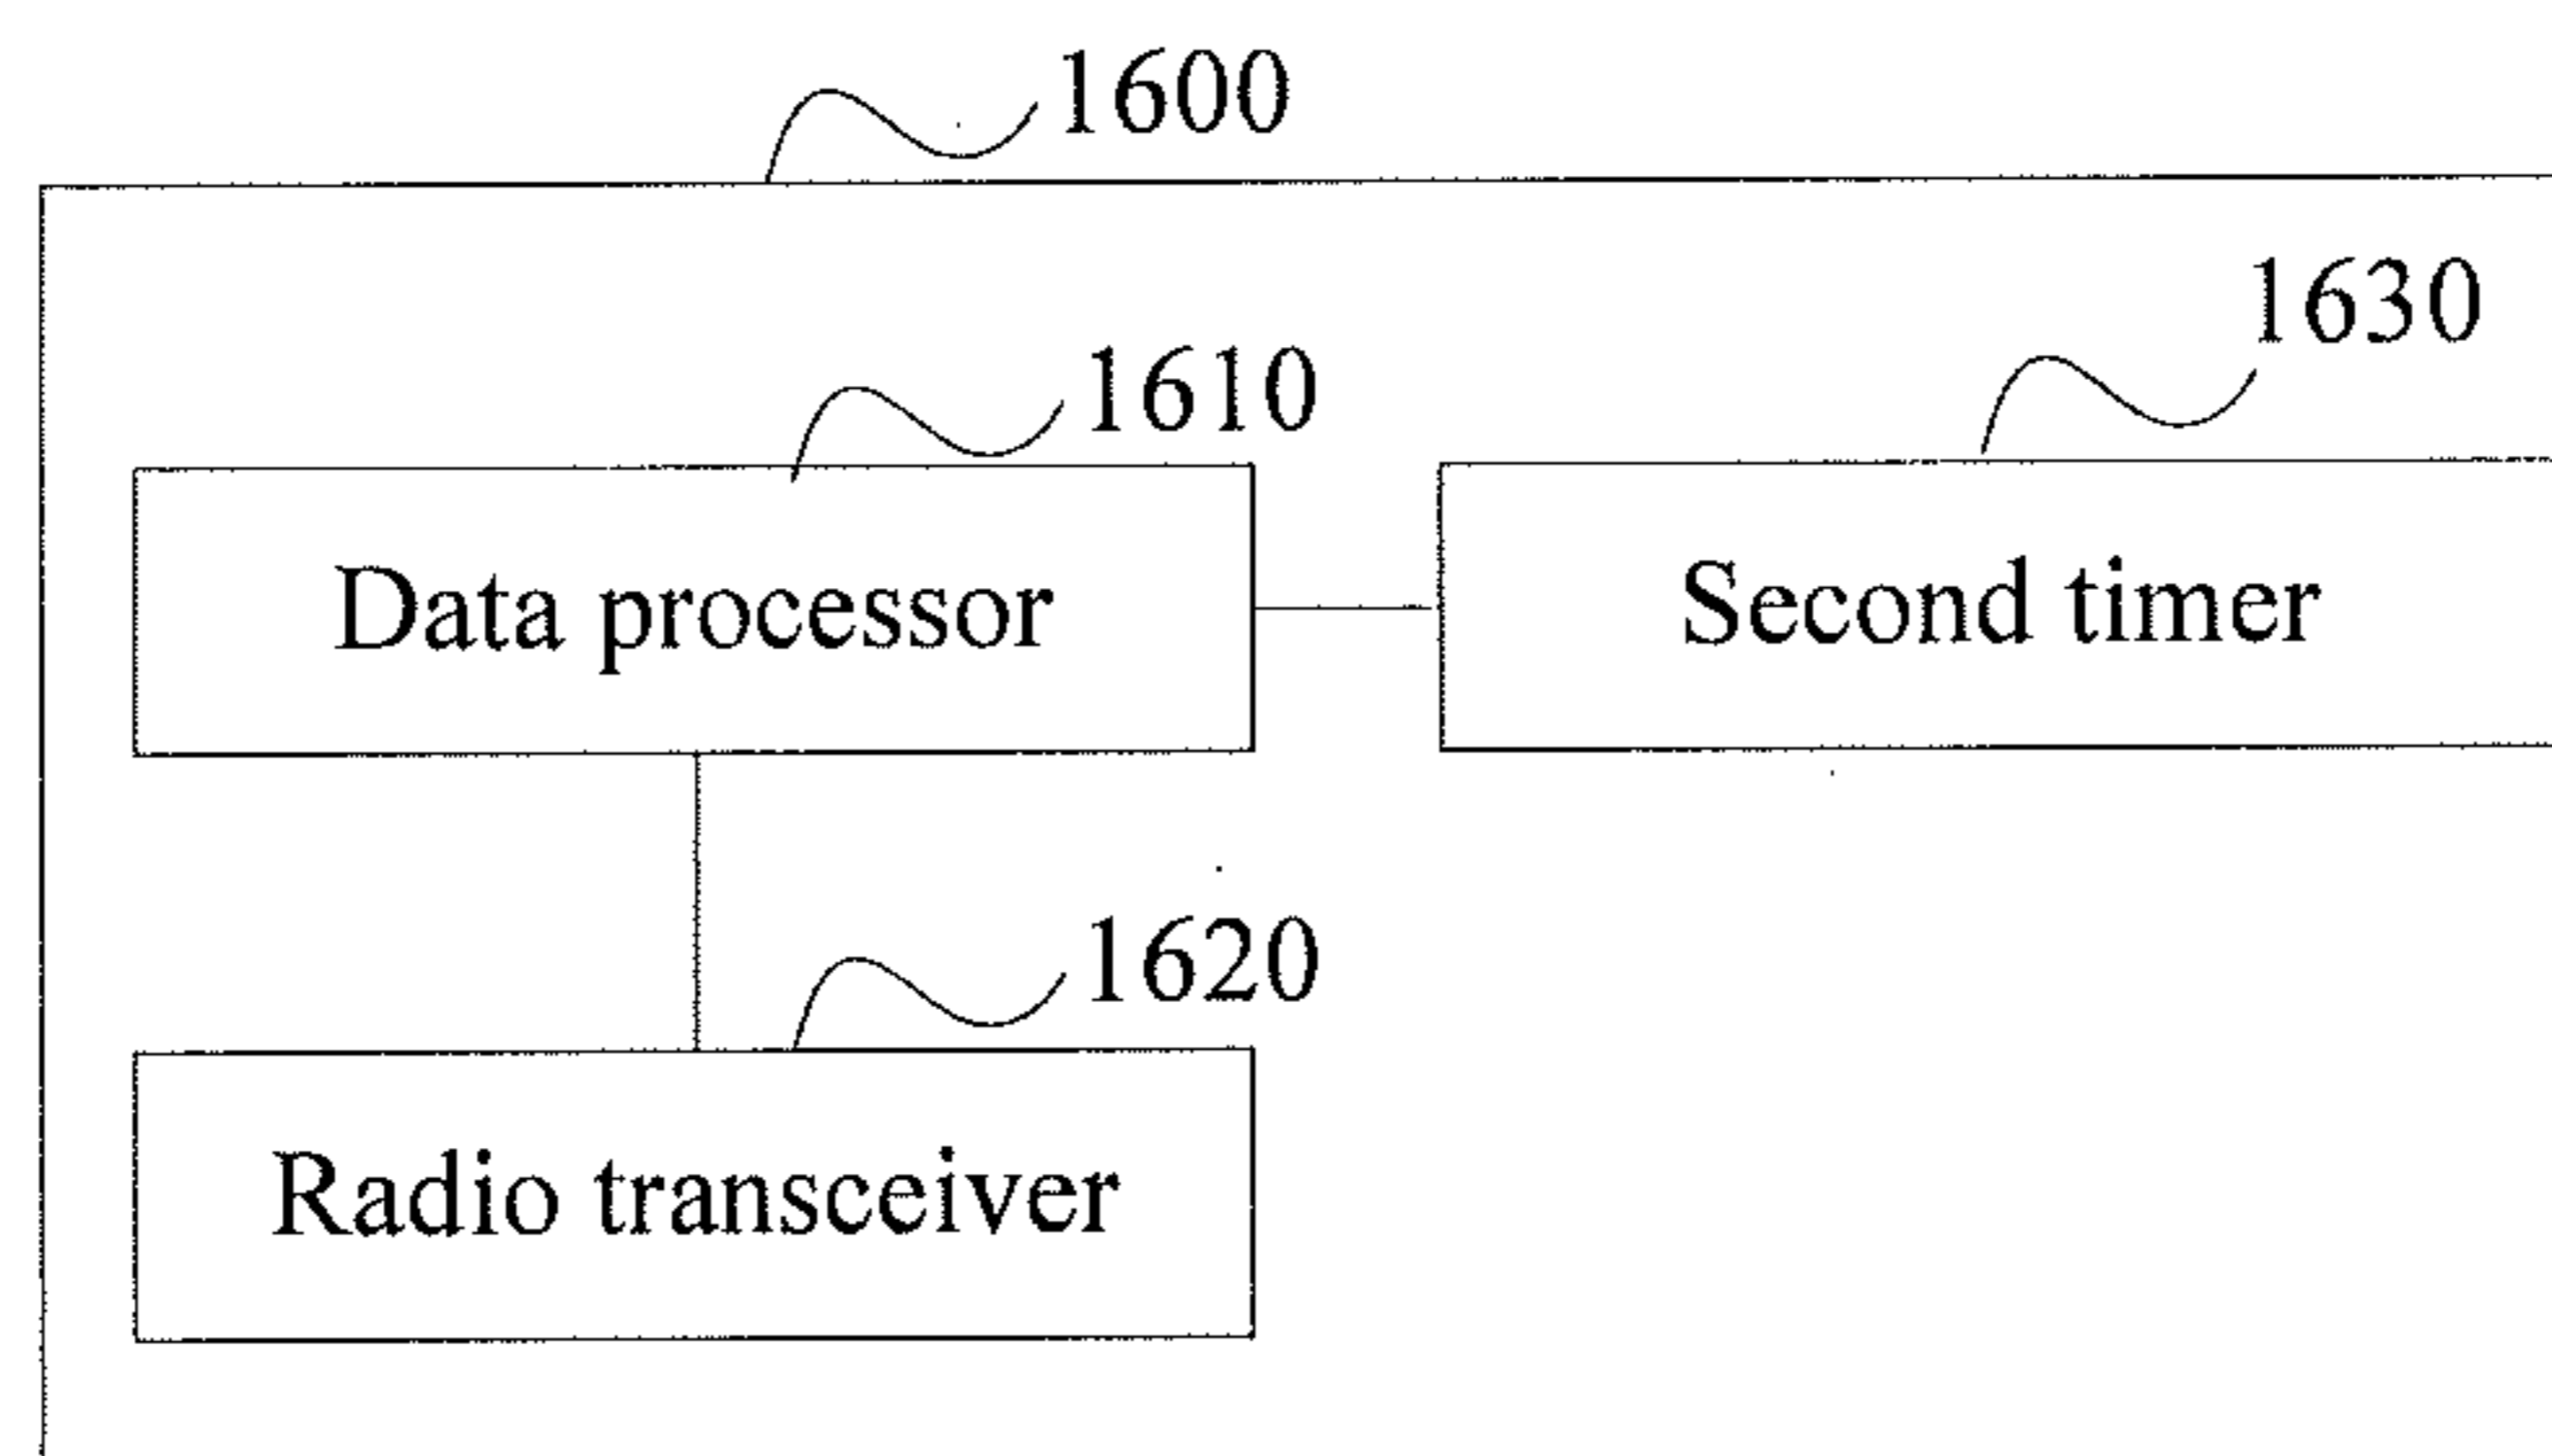 1600
1630
1610
Data processor
Second timer
1620
Radio transceiver